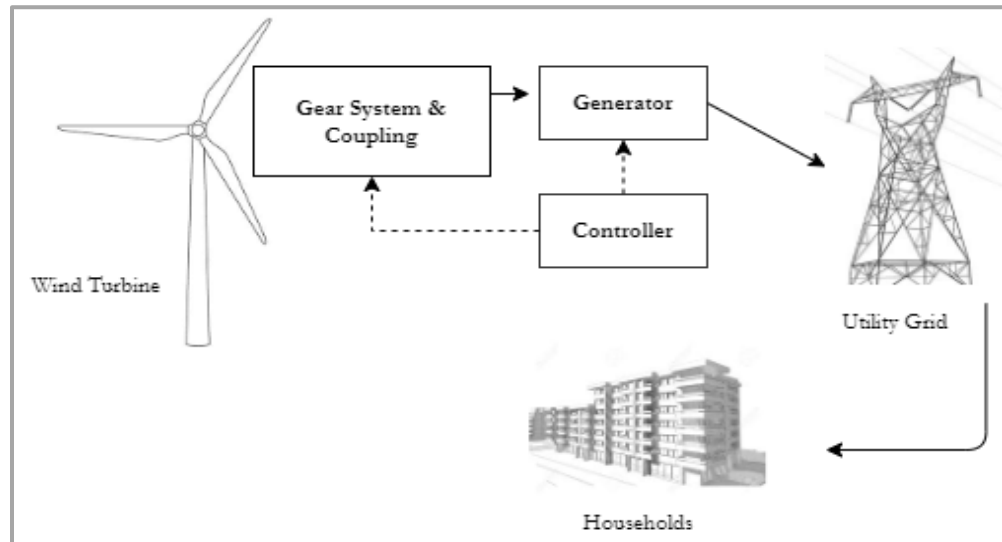 Gear System &
Coupling
Generator
Controller
Wind Turbine
Utility Grid
Households